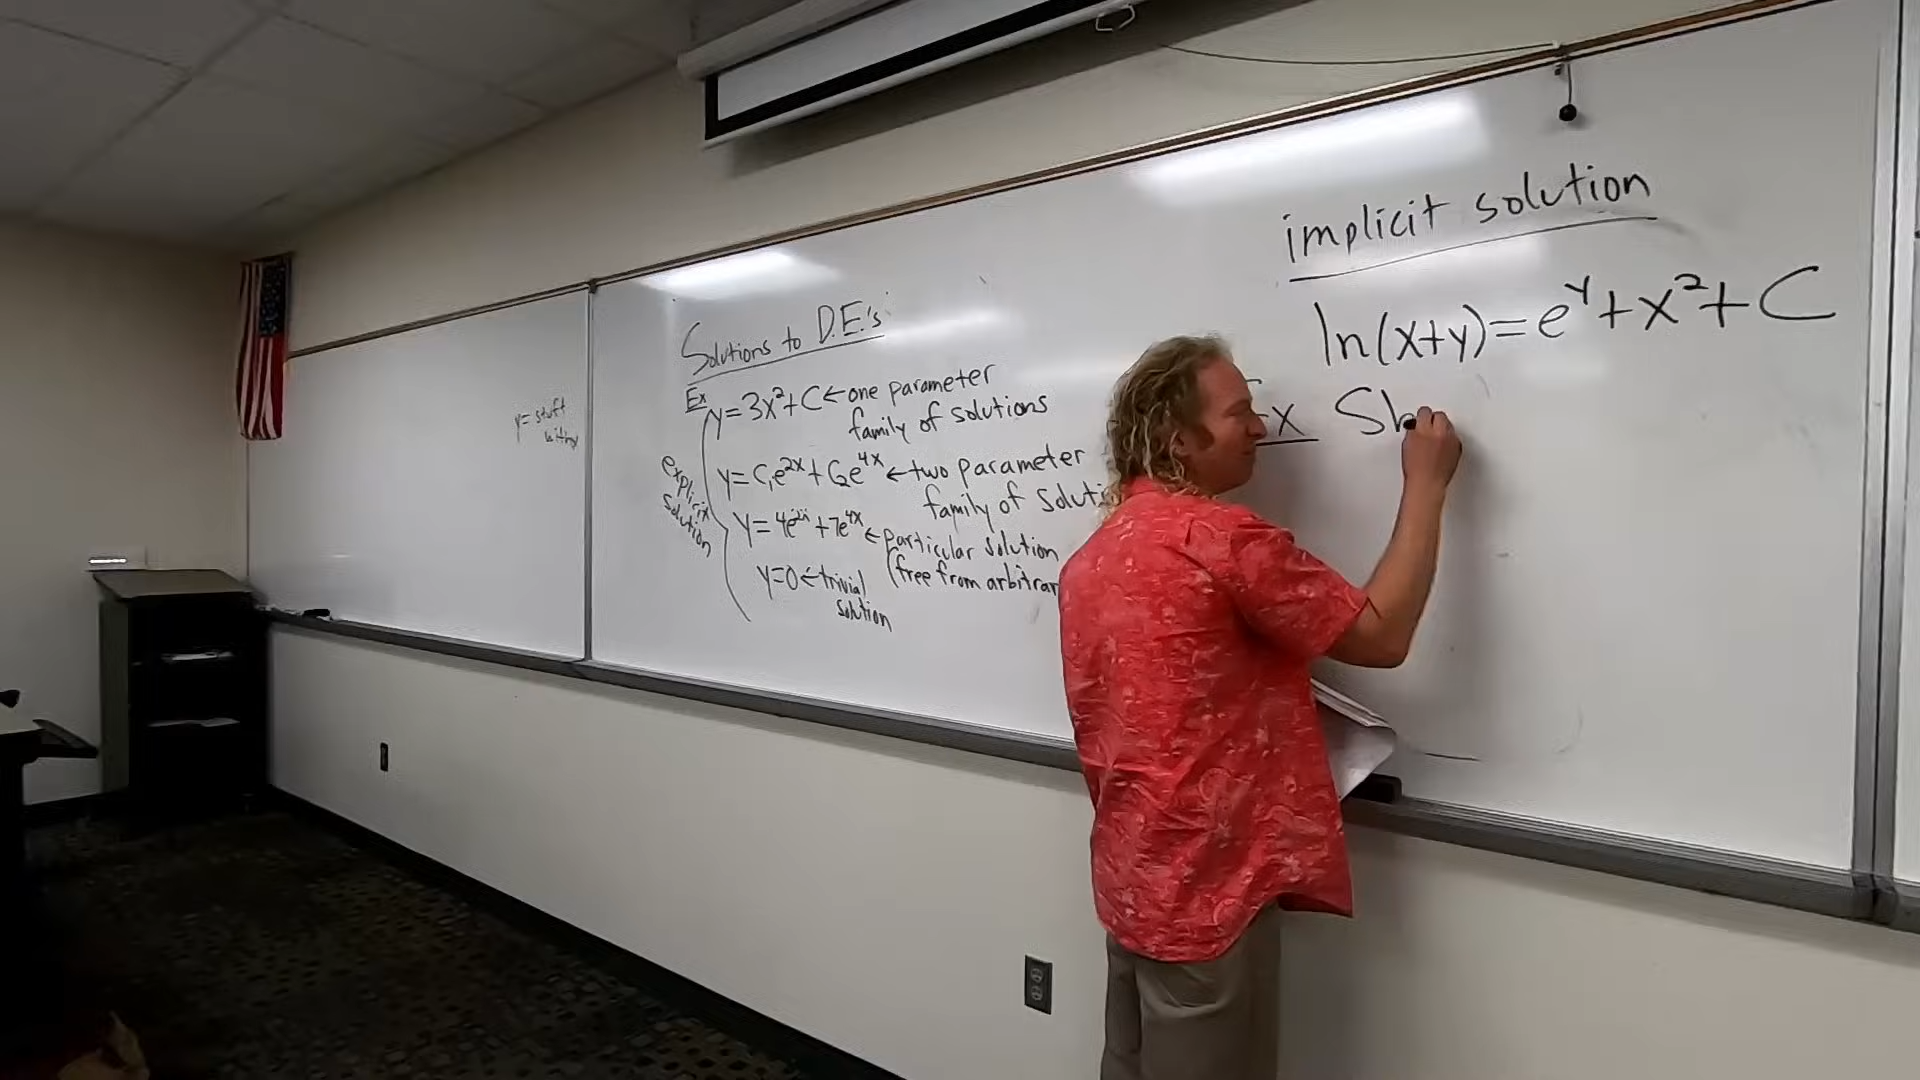 Solutions to D.E.'s
Ex y=3x²+C ← one parameter
family of solutions
y=C₁e^2x+C₂e^4x ← two parameter
family of soluti
y=4e^2x+7e^4x ← particular solution
(free from arbitrar
y=0 ← trivial
solution
explicit
solution
y= stuff
implicit solution
ln(x+y)=e^y+x²+C
Ex Sh